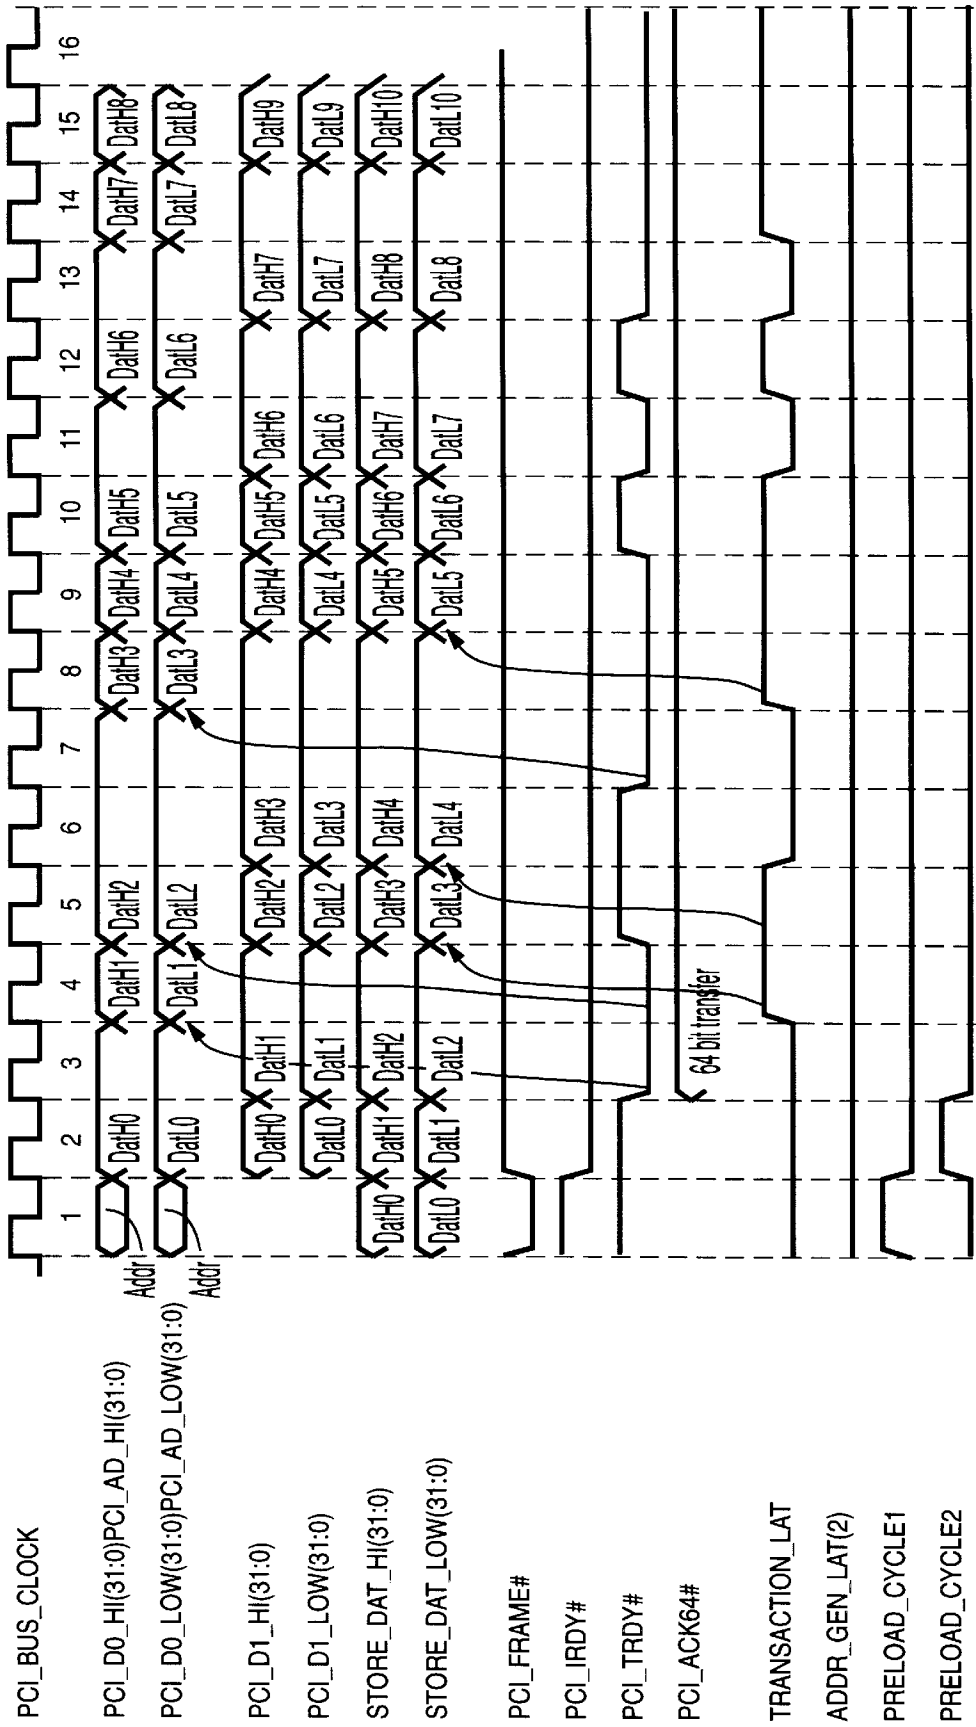 PCI_BUS_CLOCK 1 2 3 4 5 6 7 8 9 10 11 12 13 14 15 16
PCI_D0_HI(31:0)PCI_AD_HI(31:0) Addr DatH0 DatH1 DatH2 DatH3 DatH4 DatH5 DatH6 DatH7 DatH8
PCI_D0_LOW(31:0)PCI_AD_LOW(31:0) Addr DatL0 DatL1 DatL2 DatL3 DatL4 DatL5 DatL6 DatL7 DatL8
PCI_D1_HI(31:0) DatH0 DatH1 DatH2 DatH3 DatH4 DatH5 DatH6 DatH7 DatH9
PCI_D1_LOW(31:0) DatL0 DatL1 DatL2 DatL3 DatL4 DatL5 DatL6 DatL7 DatL9
STORE_DAT_HI(31:0) DatH0 DatH1 DatH2 DatH3 DatH4 DatH5 DatH6 DatH7 DatH8 DatH10
STORE_DAT_LOW(31:0) DatL0 DatL1 DatL2 DatL3 DatL4 DatL5 DatL6 DatL7 DatL8 DatL10
PCI_FRAME#
PCI_IRDY#
PCI_TRDY#
PCI_ACK64# 64 bit transfer
TRANSACTION_LAT
ADDR_GEN_LAT(2)
PRELOAD_CYCLE1
PRELOAD_CYCLE2